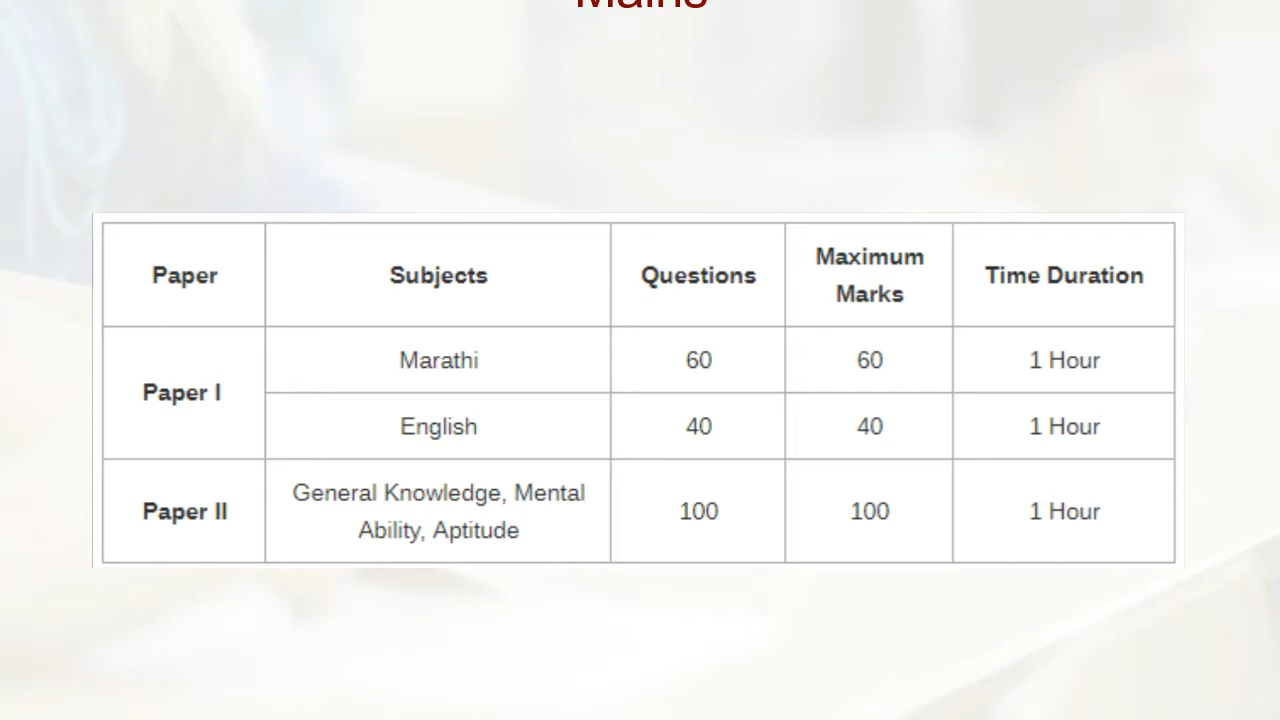 Mains
Paper Subjects Questions Maximum Marks Time Duration
Paper I Marathi 60 60 1 Hour
English 40 40 1 Hour
Paper II General Knowledge, Mental Ability, Aptitude 100 100 1 Hour